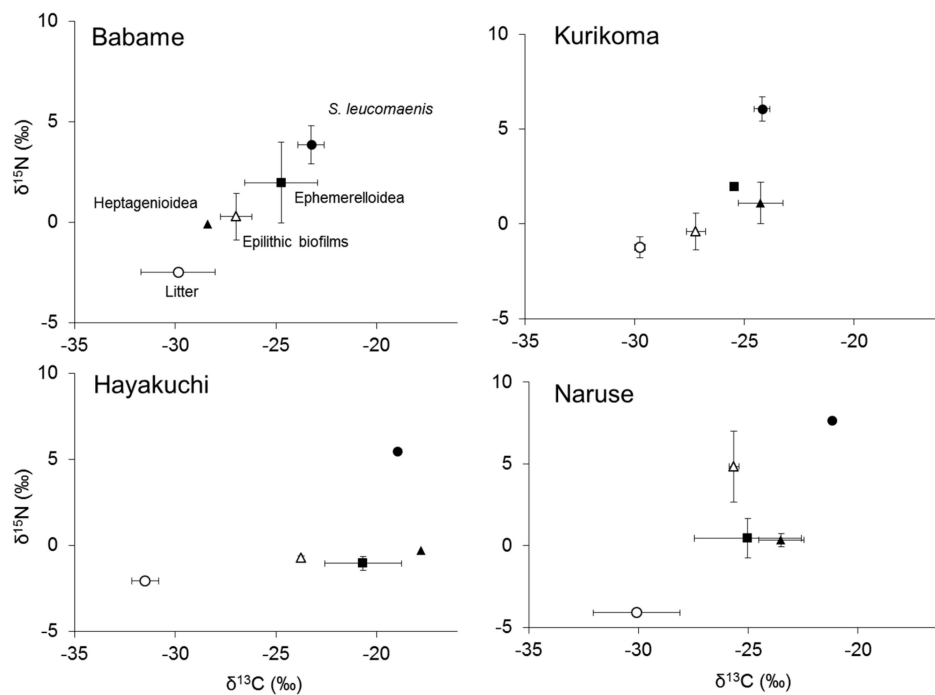 Babame
10
5
0
-5
δ¹⁵N (‰)
S. leucomaenis
Heptagenioidea
Ephemerelloidea
Epilithic biofilms
Litter
-35
-30
-25
-20
Kurikoma
10
5
0
-5
-35
-30
-25
-20
Hayakuchi
10
5
0
-5
δ¹⁵N (‰)
-35
-30
-25
-20
δ¹³C (‰)
Naruse
10
5
0
-5
-35
-30
-25
-20
δ¹³C (‰)